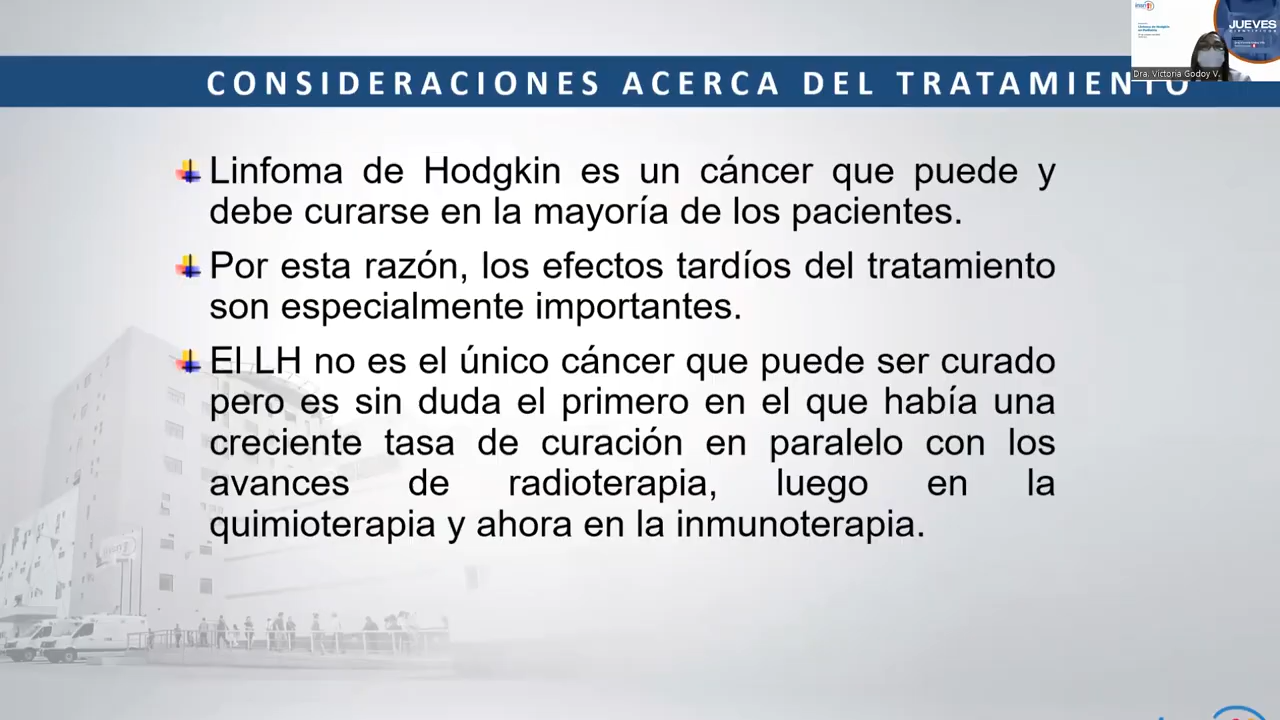 JUEVES
Dra. Victoria Godoy V.
CONSIDERACIONES ACERCA DEL TRATAMIENTO
Linfoma de Hodgkin es un cáncer que puede y
debe curarse en la mayoría de los pacientes.
Por esta razón, los efectos tardíos del tratamiento
son especialmente importantes.
El LH no es el único cáncer que puede ser curado
pero es sin duda el primero en el que había una
creciente tasa de curación en paralelo con los
avances de radioterapia, luego en la
quimioterapia y ahora en la inmunoterapia.